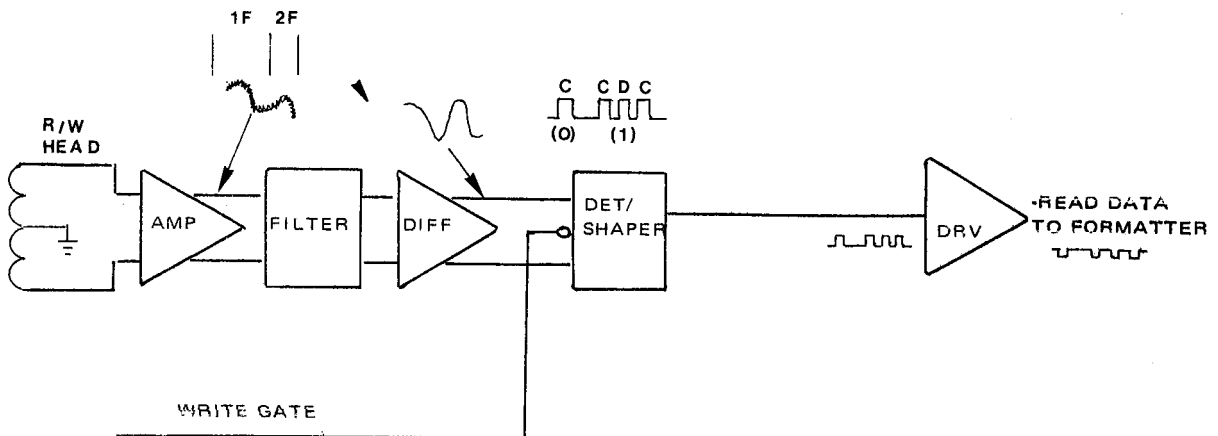 1F 2F
C C D C
(0) (1)
R/W
HEAD
AMP
FILTER
DIFF
DET/
SHAPER
DRV
-READ DATA
TO FORMATTER
WRITE GATE